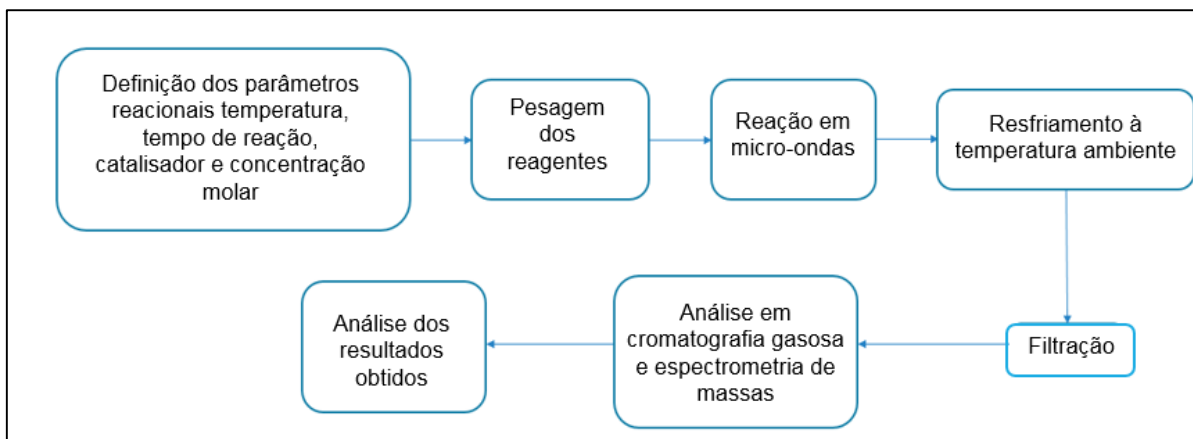 Definição dos parâmetros
reacionais temperatura,
tempo de reação,
catalisador e concentração
molar
Pesagem
dos
reagentes
Reação em
micro-ondas
Resfriamento à
temperatura ambiente
Filtração
Análise em
cromatografia gasosa
e espectrometria de
massas
Análise dos
resultados
obtidos